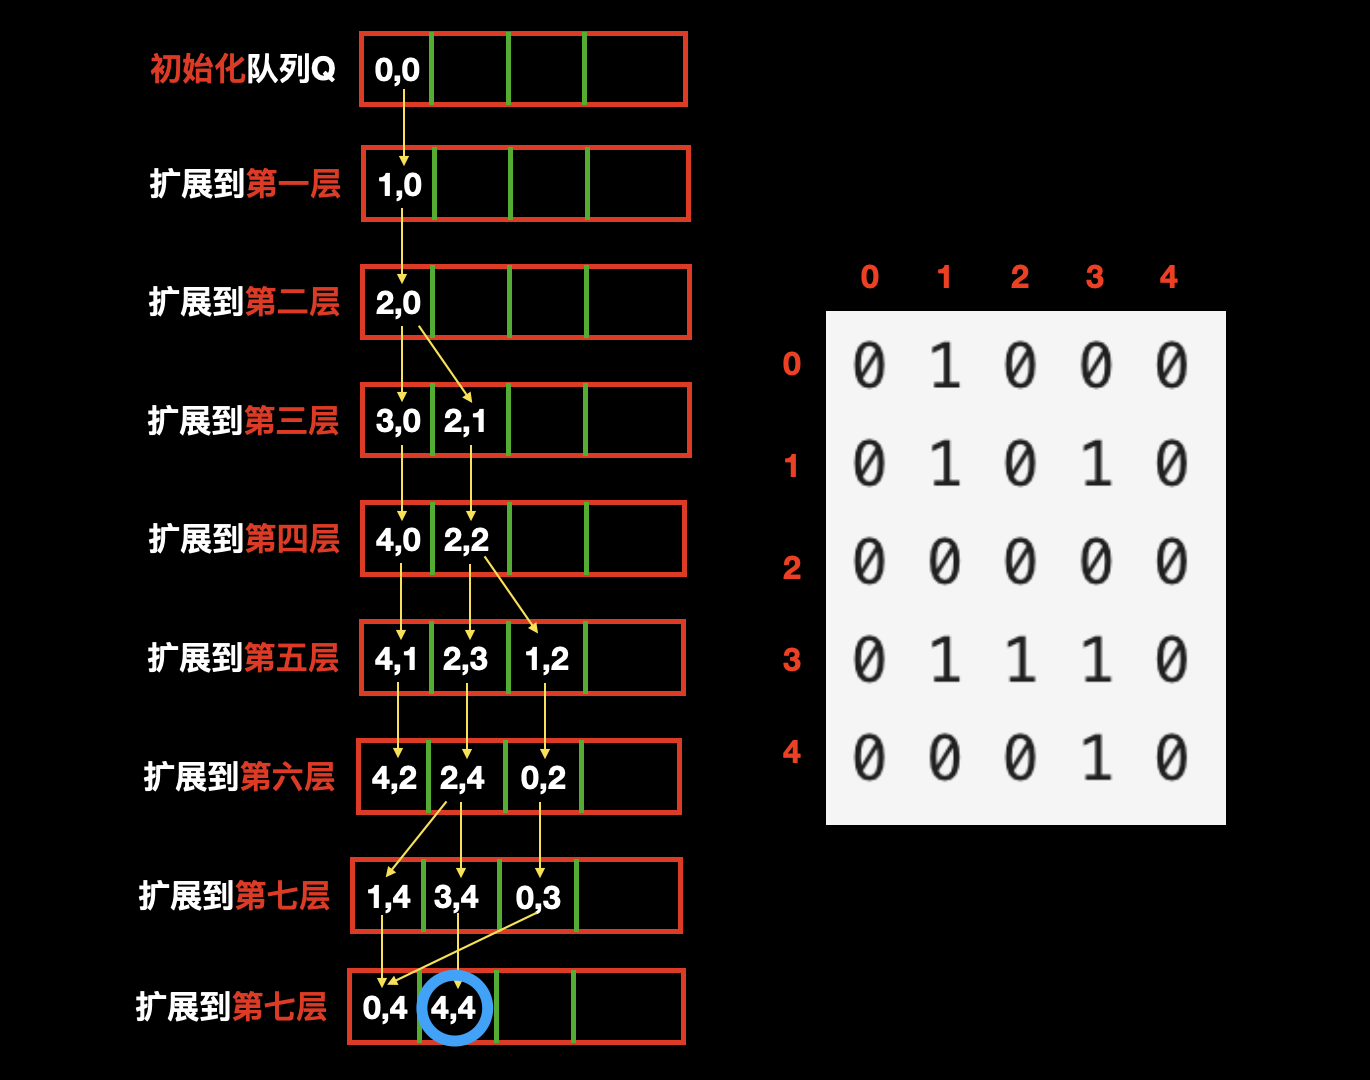 初始化队列Q 0,0
扩展到第一层 1,0
扩展到第二层 2,0
扩展到第三层 3,0 2,1
扩展到第四层 4,0 2,2
扩展到第五层 4,1 2,3 1,2
扩展到第六层 4,2 2,4 0,2
扩展到第七层 1,4 3,4 0,3
扩展到第七层 0,4 4,4
0 1 2 3 4
0 0 1 0 0 0
1 0 1 0 1 0
2 0 0 0 0 0
3 0 1 1 1 0
4 0 0 0 1 0